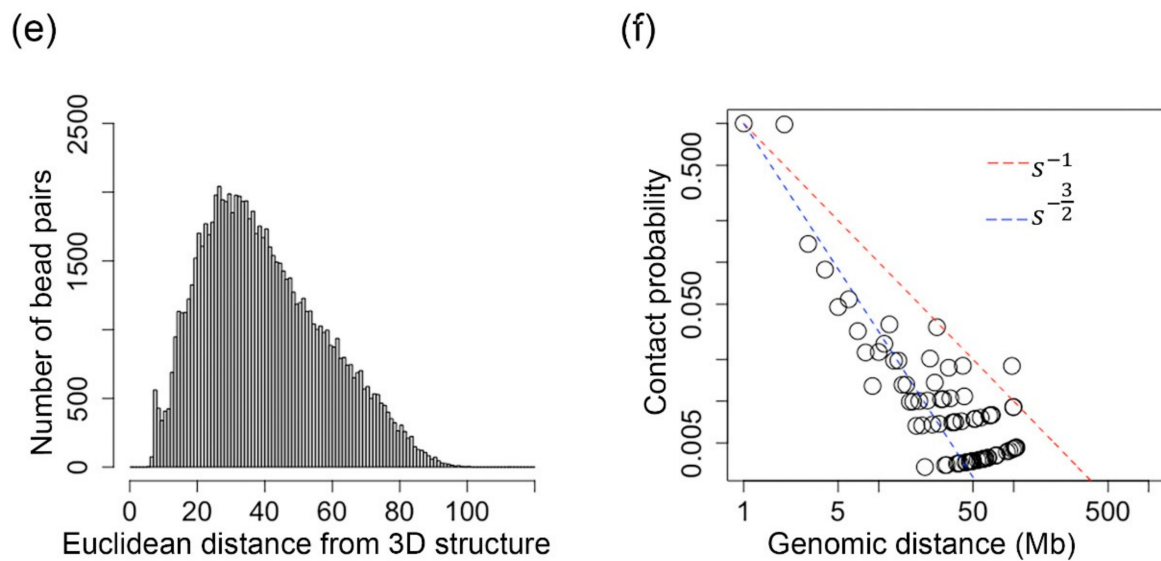 (e)
Number of bead pairs
2500
1500
500
0
0 20 40 60 80 100
Euclidean distance from 3D structure
(f)
Contact probability
0.500
0.050
0.005
s^{-1}
s^{-\frac{3}{2}}
1 5 50 500
Genomic distance (Mb)